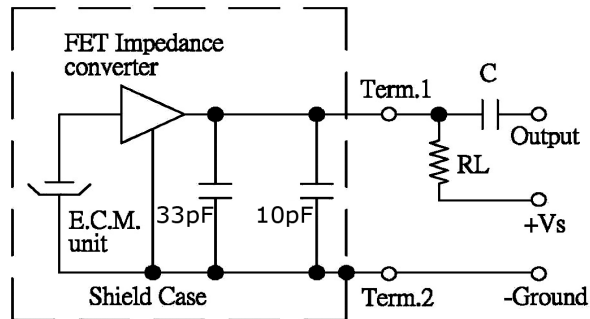 FET Impedance
converter
Term.1
C
Output
RL
+Vs
E.C.M.
unit
33pF
10pF
Shield Case
Term.2
-Ground